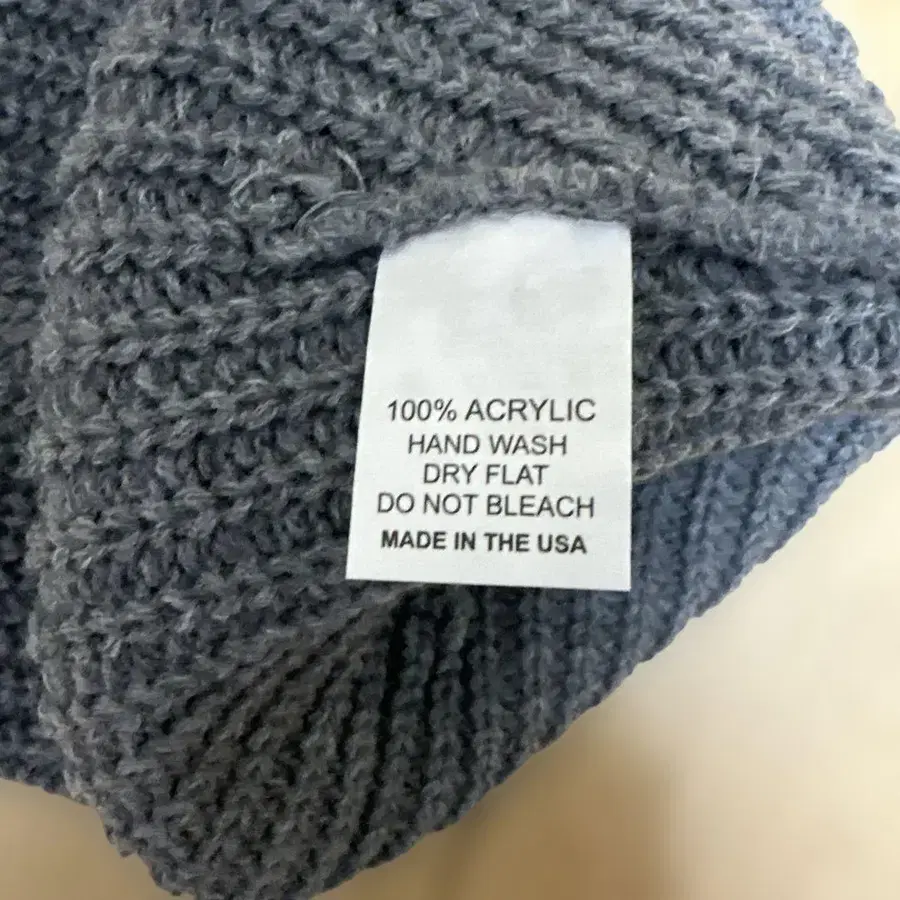 100% ACRYLIC
HAND WASH
DRY FLAT
DO NOT BLEACH
MADE IN THE USA